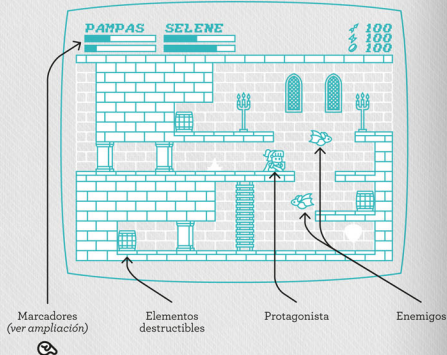 PAMPAS SELENE 100
100
100
Marcadores
(ver ampliación)
Elementos
destructibles
Protagonista
Enemigos